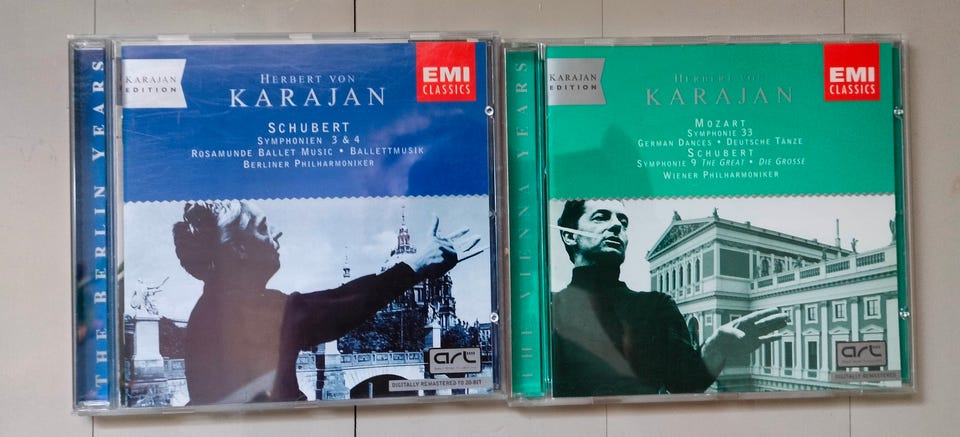 THE BERLIN YEARS
KARAJAN
EDITION
HERBERT VON
KARAJAN
EMI
CLASSICS
SCHUBERT
SYMPHONIEN 3 & 4
ROSAMUNDE BALLET MUSIC • BALLETTMUSIK
BERLINER PHILHARMONIKER
art
DIGITALLY REMASTERED TO 20-BIT
THE VIENNA YEARS
KARAJAN
EDITION
HERBERT VON
KARAJAN
EMI
CLASSICS
MOZART
SYMPHONIE 33
GERMAN DANCES • DEUTSCHE TÄNZE
SCHUBERT
SYMPHONIE 9 THE GREAT • DIE GROSSE
WIENER PHILHARMONIKER
art
DIGITALLY REMASTERED